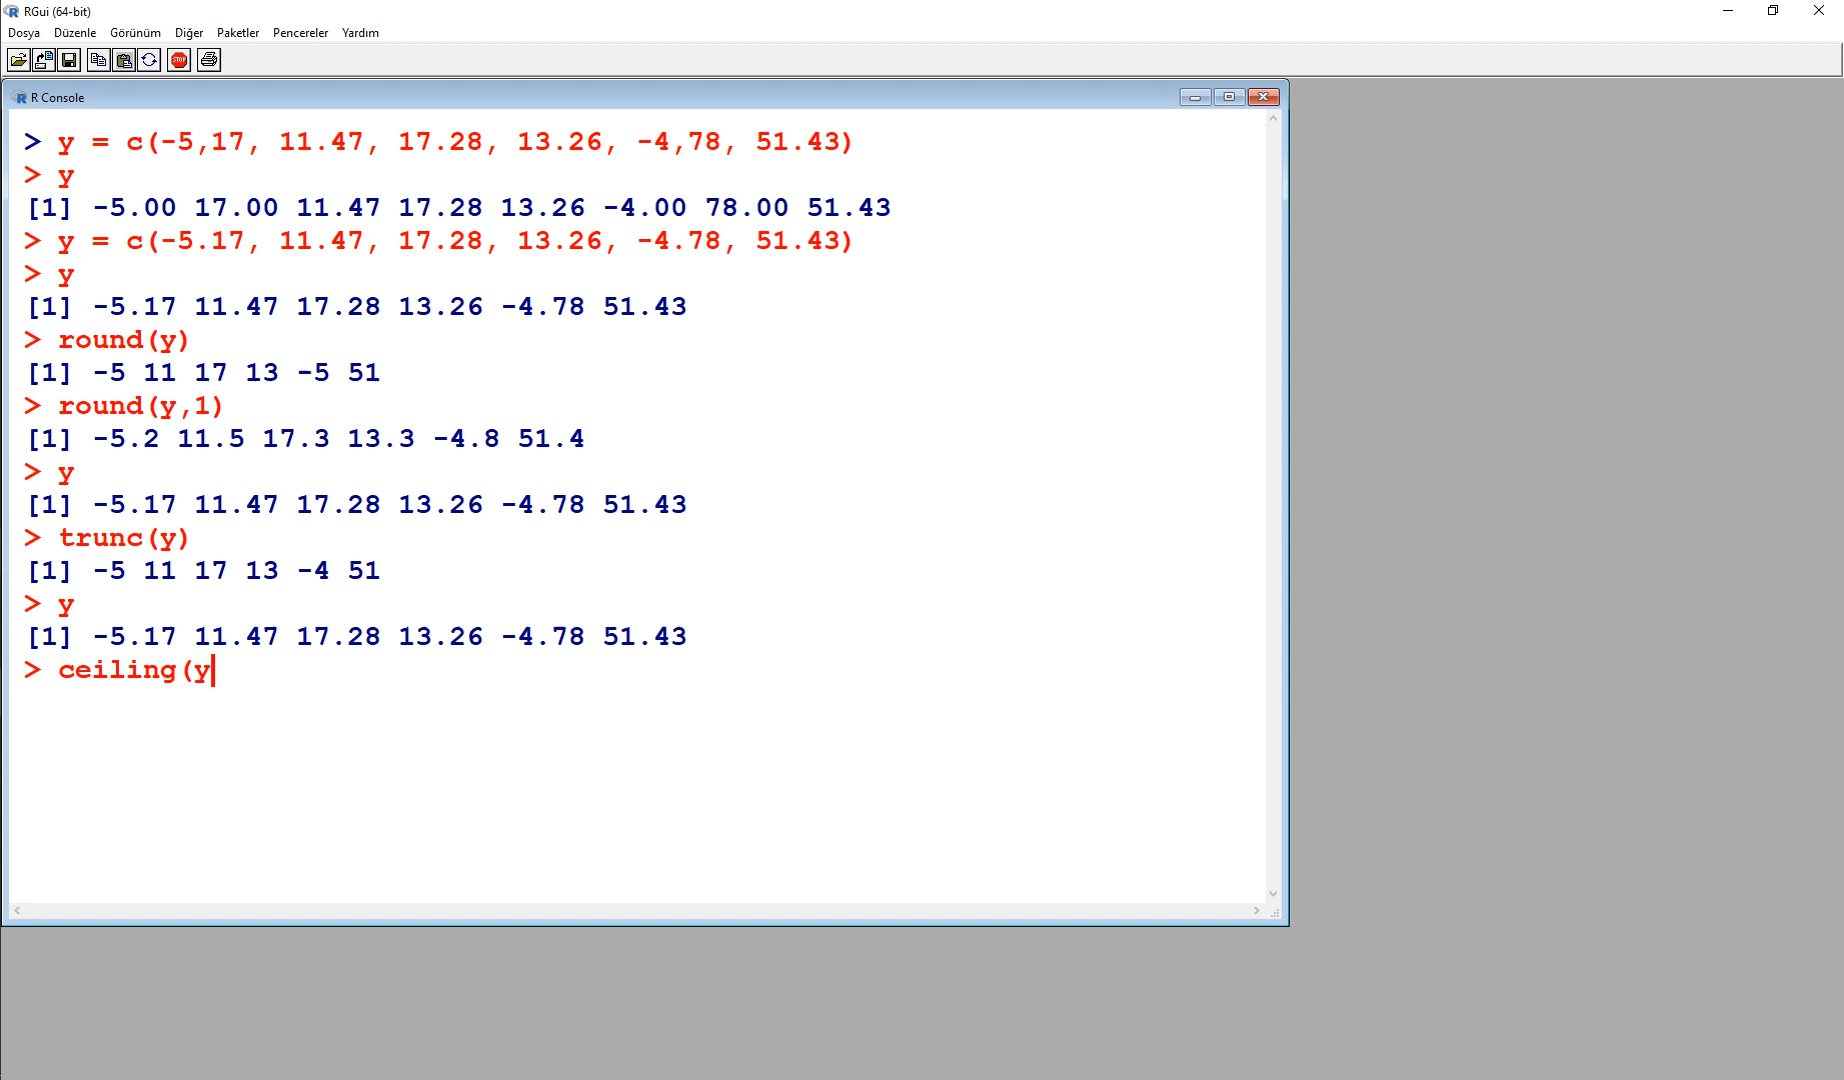 RGui (64-bit)
Dosya Düzenle Görünüm Diğer Paketler Pencereler Yardım
STOP
R Console
> y = c(-5,17, 11.47, 17.28, 13.26, -4,78, 51.43)
> y
[1] -5.00 17.00 11.47 17.28 13.26 -4.00 78.00 51.43
> y = c(-5.17, 11.47, 17.28, 13.26, -4.78, 51.43)
> y
[1] -5.17 11.47 17.28 13.26 -4.78 51.43
> round(y)
[1] -5 11 17 13 -5 51
> round(y,1)
[1] -5.2 11.5 17.3 13.3 -4.8 51.4
> y
[1] -5.17 11.47 17.28 13.26 -4.78 51.43
> trunc(y)
[1] -5 11 17 13 -4 51
> y
[1] -5.17 11.47 17.28 13.26 -4.78 51.43
> ceiling(y